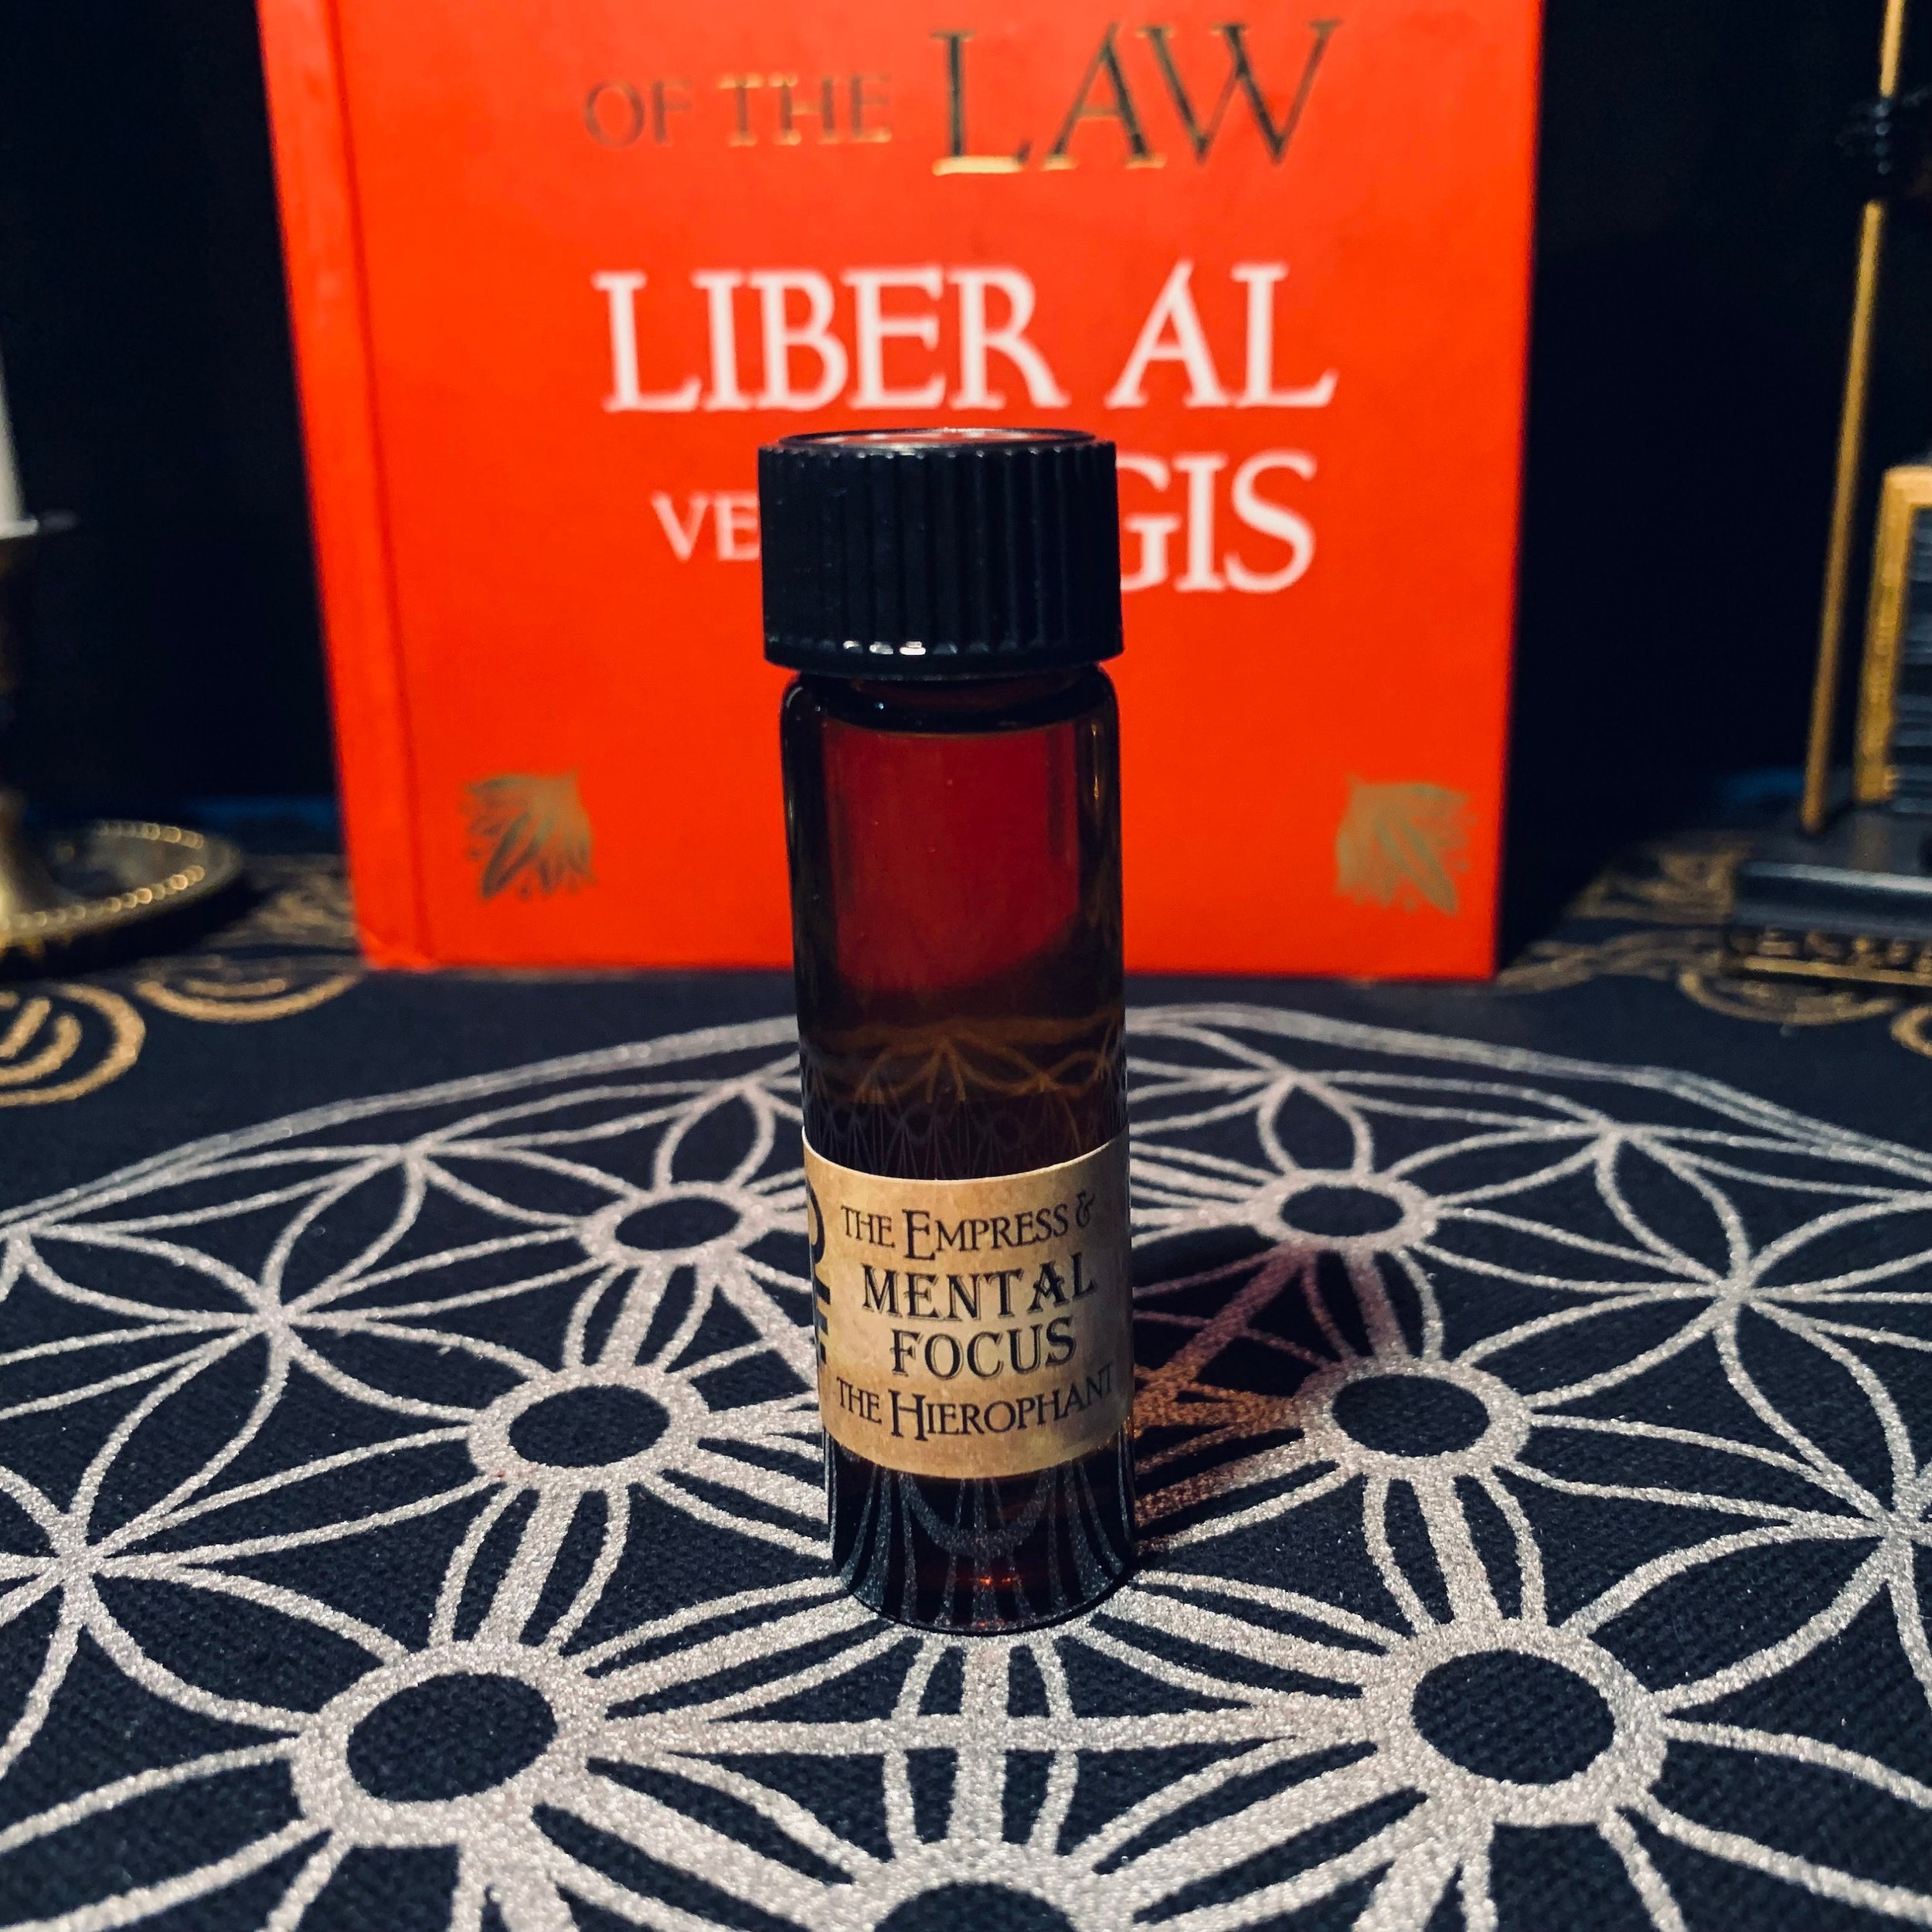 OF THE LAW
LIBER AL
VE GIS
THE EMPRESS &
MENTAL
FOCUS
THE HIEROPHANT